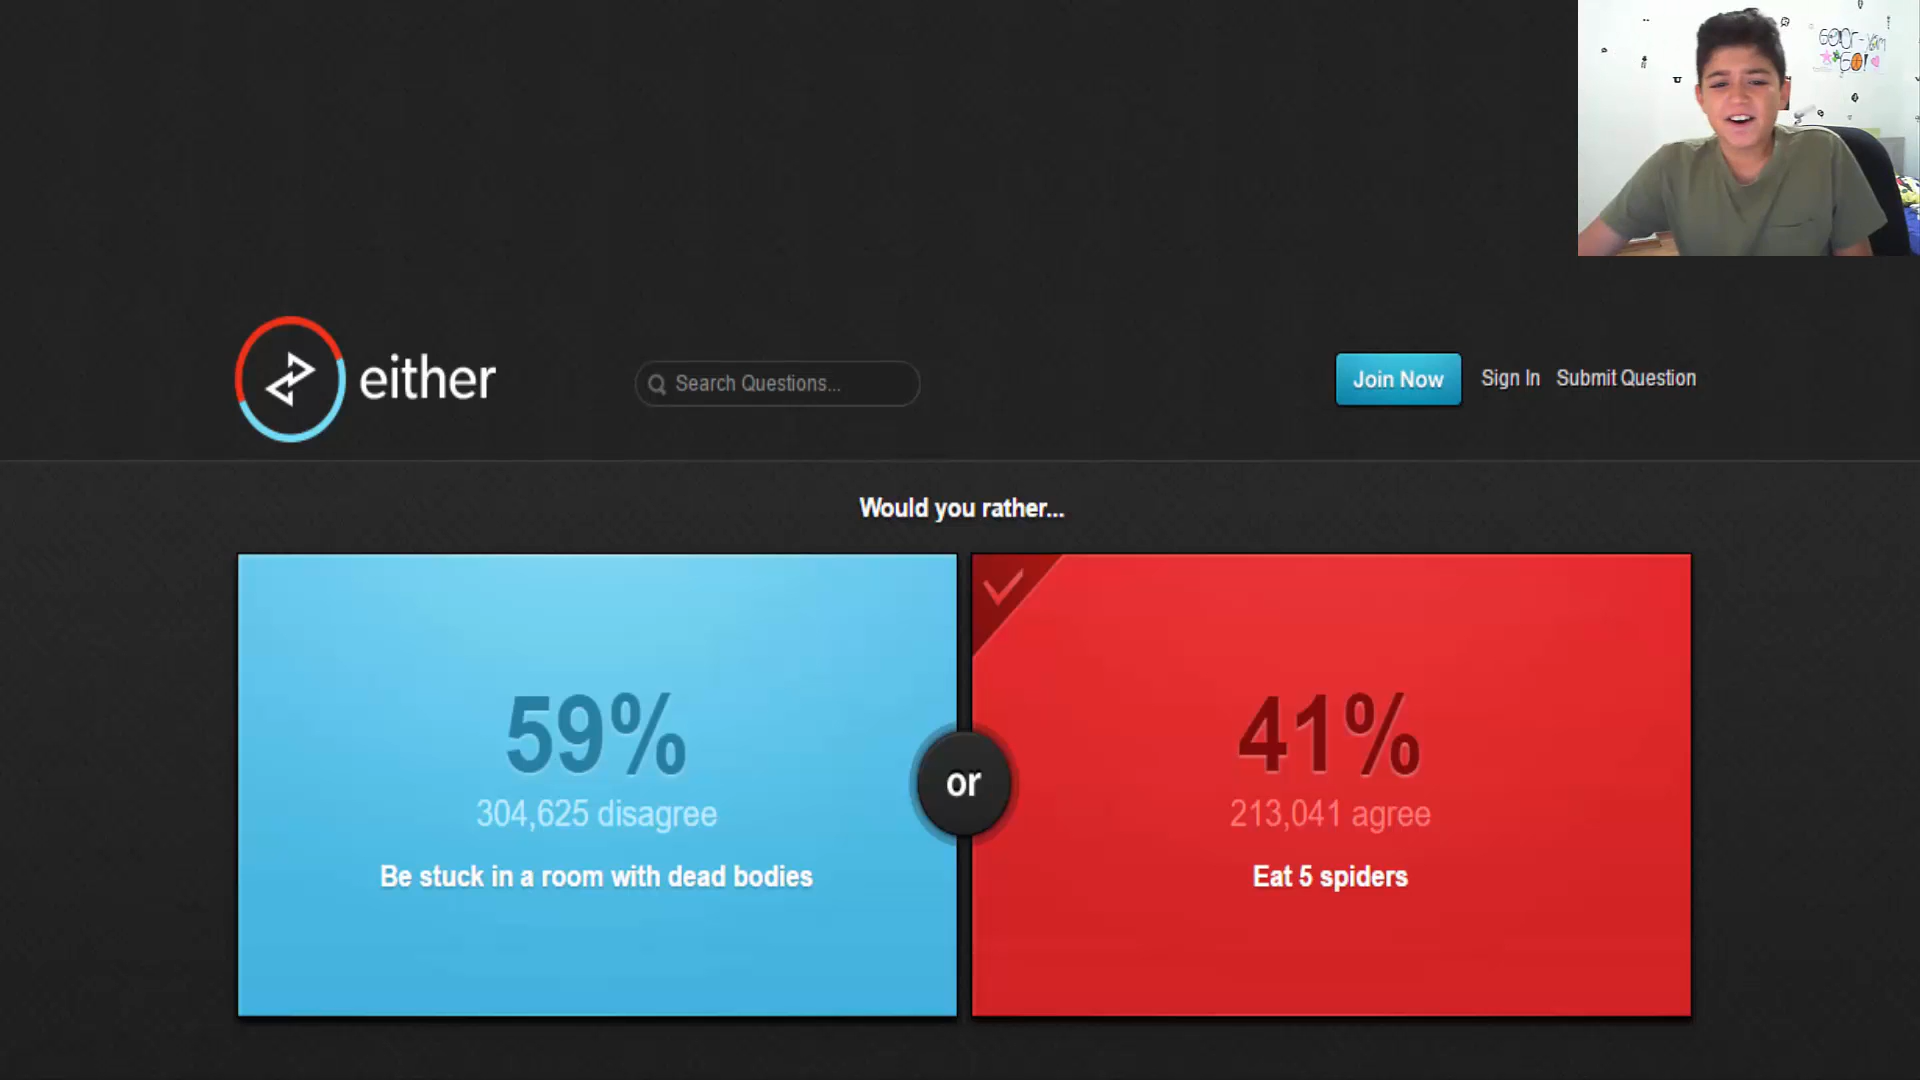 either
Search Questions...
Join Now
Sign In
Submit Question
Would you rather...
59%
304,625 disagree
Be stuck in a room with dead bodies
or
41%
213,041 agree
Eat 5 spiders